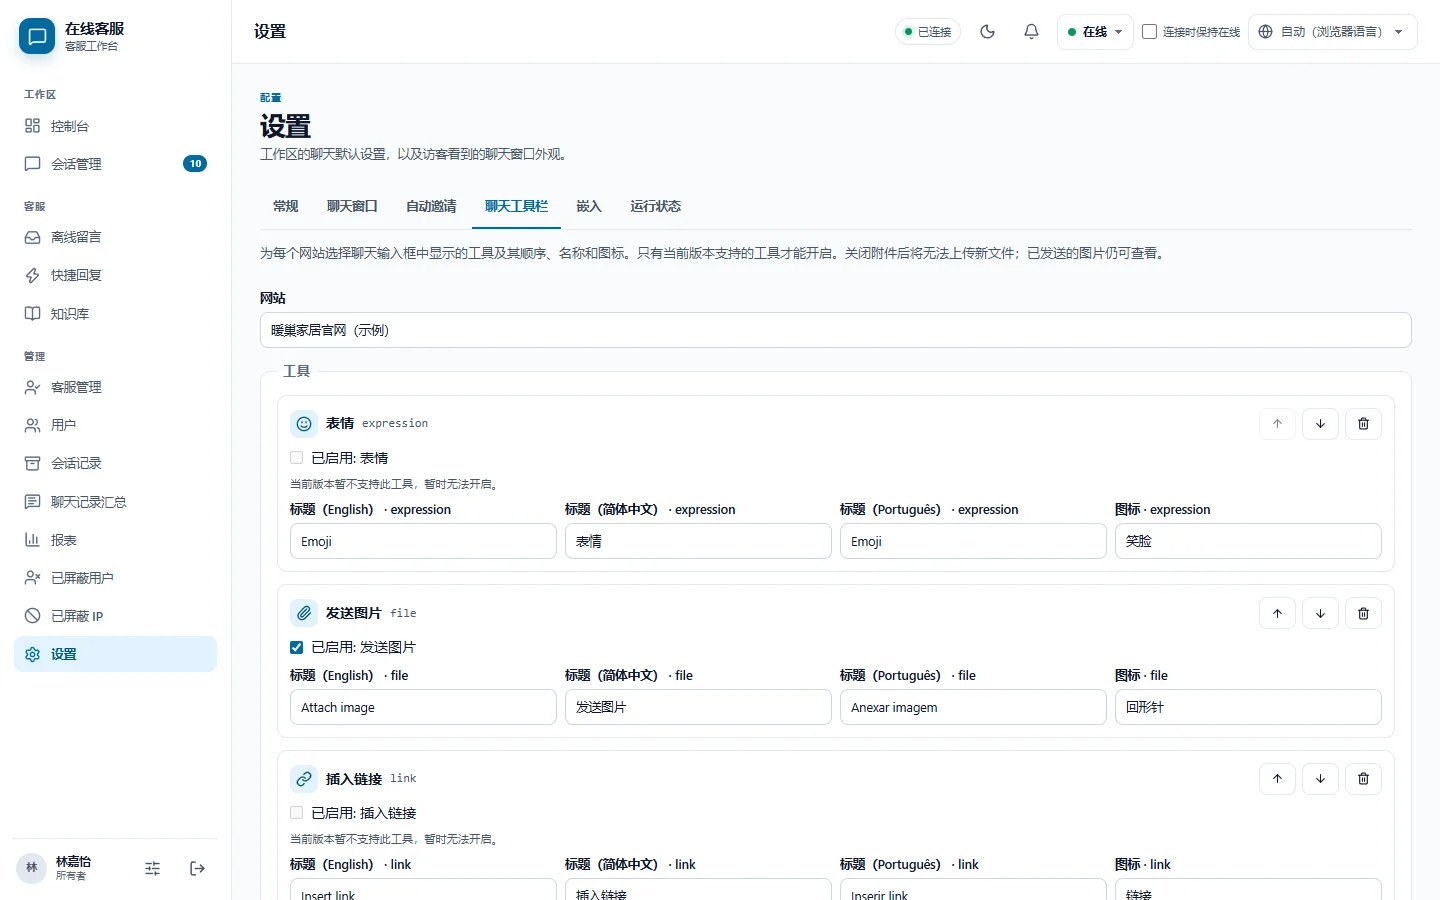 在线客服
客服工作台
工作区
控制台
会话管理 10
客服
离线留言
快捷回复
知识库
管理
客服管理
用户
会话记录
聊天记录汇总
报表
已屏蔽用户
已屏蔽 IP
设置
林 林嘉怡
所有者
设置
已连接 在线 连接时保持在线 自动（浏览器语言）
配置
设置
工作区的聊天默认设置，以及访客看到的聊天窗口外观。
常规 聊天窗口 自动邀请 聊天工具栏 嵌入 运行状态
为每个网站选择聊天输入框中显示的工具及其顺序、名称和图标。只有当前版本支持的工具才能开启。关闭附件后将无法上传新文件；已发送的图片仍可查看。
网站
暖巢家居官网（示例）
工具
表情 expression
已启用: 表情
当前版本暂不支持此工具，暂时无法开启。
标题（English） · expression 标题（简体中文） · expression 标题（Português） · expression 图标 · expression
Emoji 表情 Emoji 笑脸
发送图片 file
已启用: 发送图片
标题（English） · file 标题（简体中文） · file 标题（Português） · file 图标 · file
Attach image 发送图片 Anexar imagem 回形针
插入链接 link
已启用: 插入链接
当前版本暂不支持此工具，暂时无法开启。
标题（English） · link 标题（简体中文） · link 标题（Português） · link 图标 · link
Insert link 插入链接 Inserir link 链接